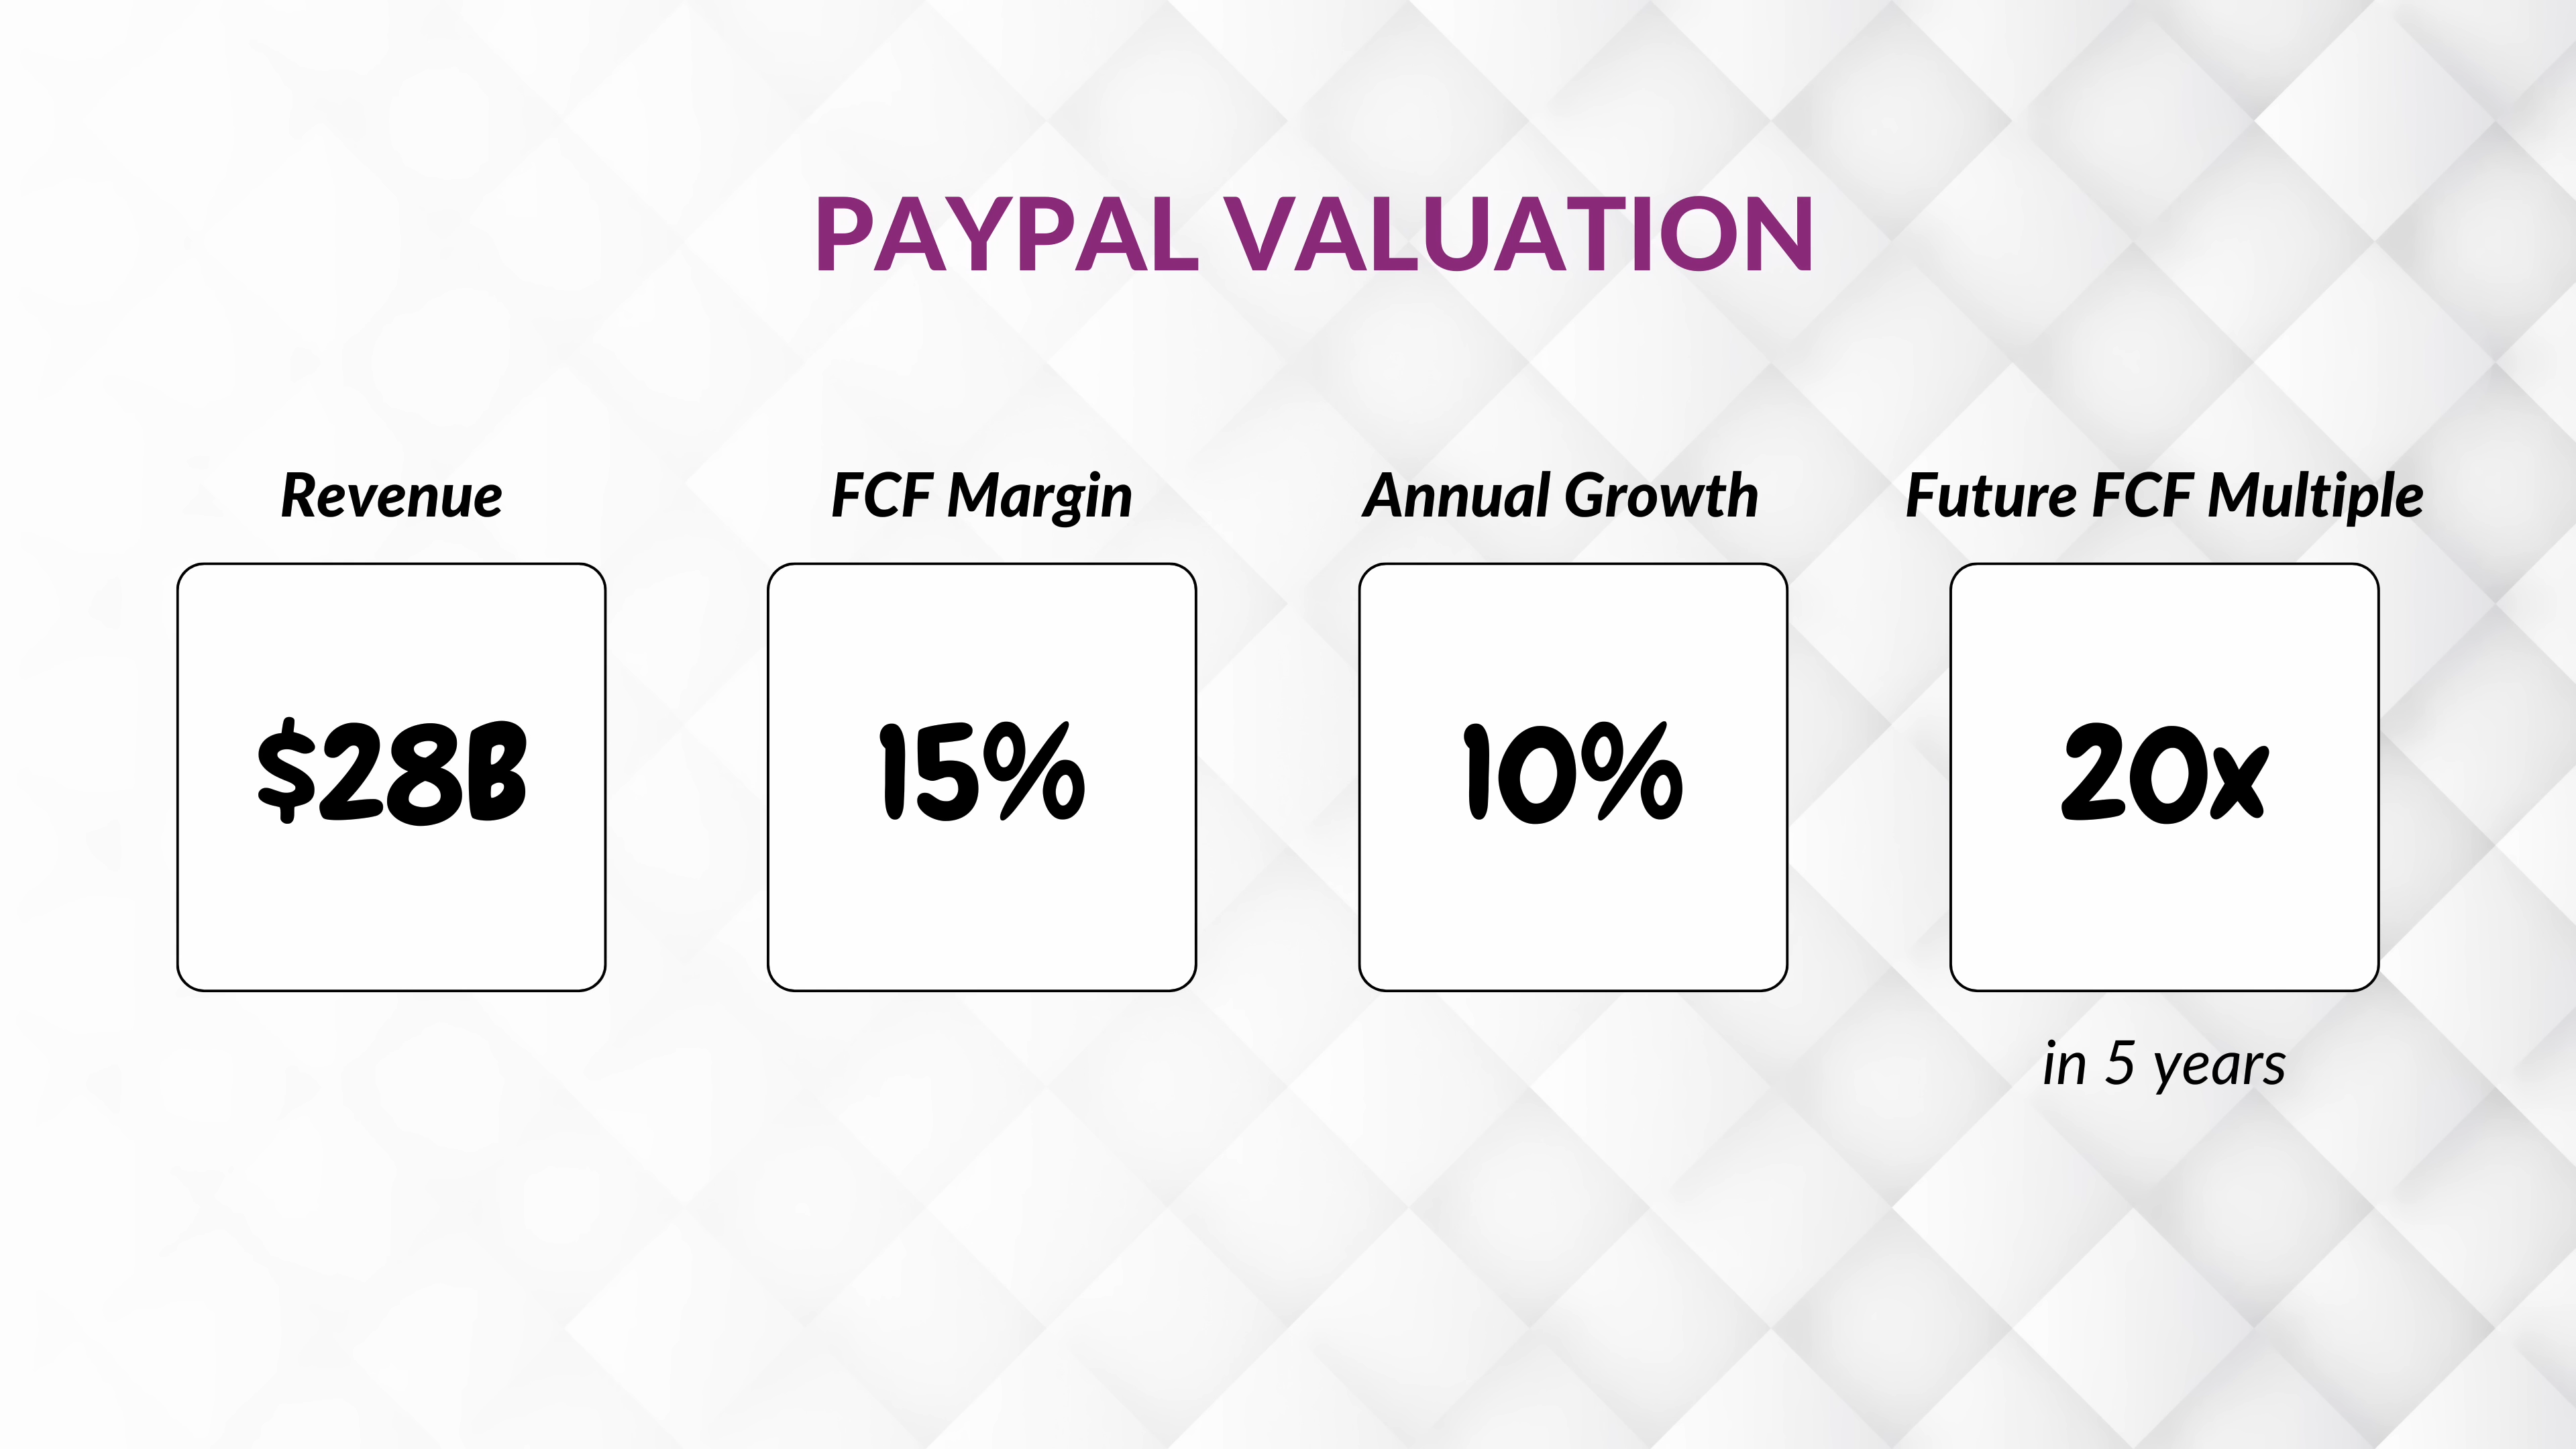 PAYPAL VALUATION
Revenue
FCF Margin
Annual Growth
Future FCF Multiple
$28B
15%
10%
20x
in 5 years